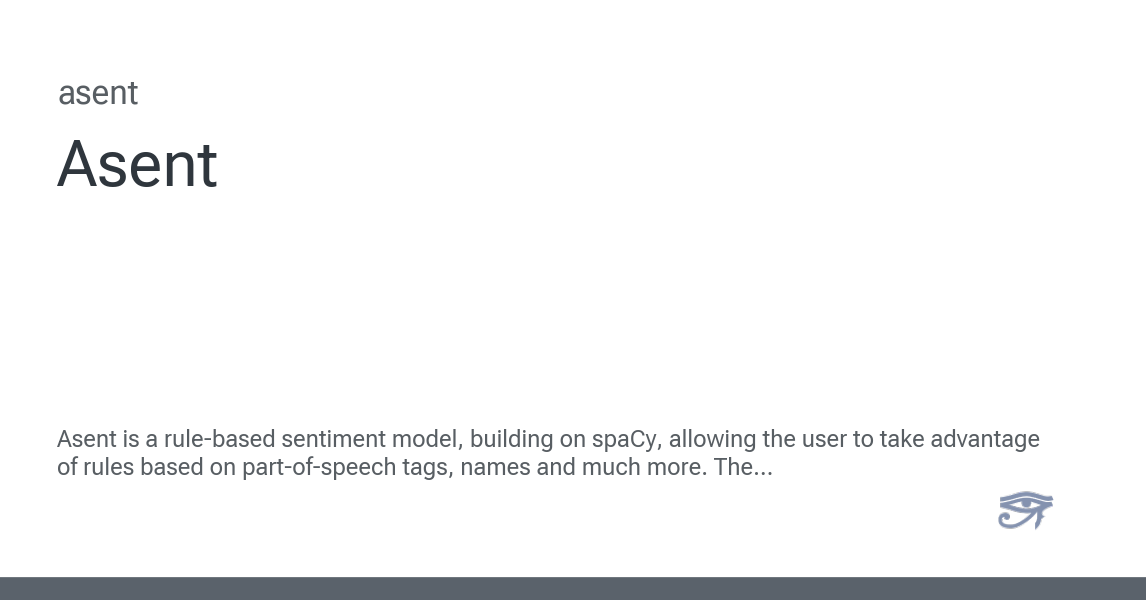 asent
Asent
Asent is a rule-based sentiment model, building on spaCy, allowing the user to take advantage
of rules based on part-of-speech tags, names and much more. The...